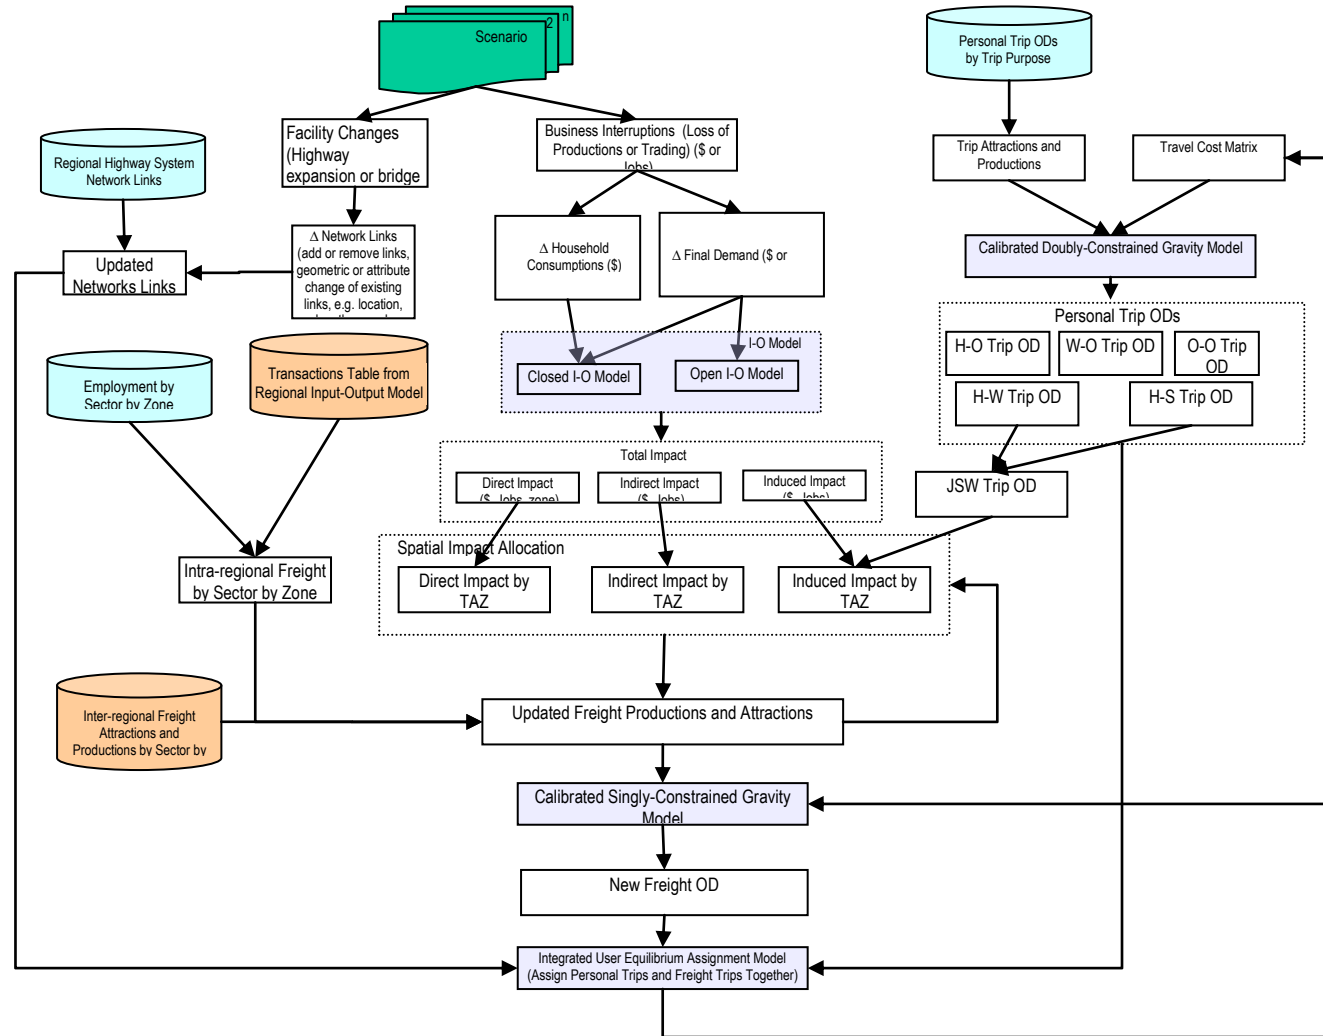 n
2
Scenario
Personal Trip ODs
by Trip Purpose
Facility Changes
(Highway
expansion or bridge
Business Interruptions (Loss of
Productions or Trading) ($ or
Jobs)
Regional Highway System
Network Links
Trip Attractions and
Productions
Travel Cost Matrix
Δ Network Links
(add or remove links,
geometric or attribute
change of existing
links, e.g. location,
Δ Household
Consumptions ($)
Δ Final Demand ($ or
Calibrated Doubly-Constrained Gravity Model
Updated
Networks Links
Personal Trip ODs
H-O Trip OD
W-O Trip OD
O-O Trip
OD
H-W Trip OD
H-S Trip OD
I-O Model
Closed I-O Model
Open I-O Model
Employment by
Sector by Zone
Transactions Table from
Regional Input-Output Model
Total Impact
Direct Impact
($, Jobs, zone)
Indirect Impact
($, Jobs)
Induced Impact
($, Jobs)
JSW Trip OD
Spatial Impact Allocation
Direct Impact by
TAZ
Indirect Impact by
TAZ
Induced Impact by
TAZ
Intra-regional Freight
by Sector by Zone
Inter-regional Freight
Attractions and
Productions by Sector by
Updated Freight Productions and Attractions
Calibrated Singly-Constrained Gravity
Model
New Freight OD
Integrated User Equilibrium Assignment Model
(Assign Personal Trips and Freight Trips Together)